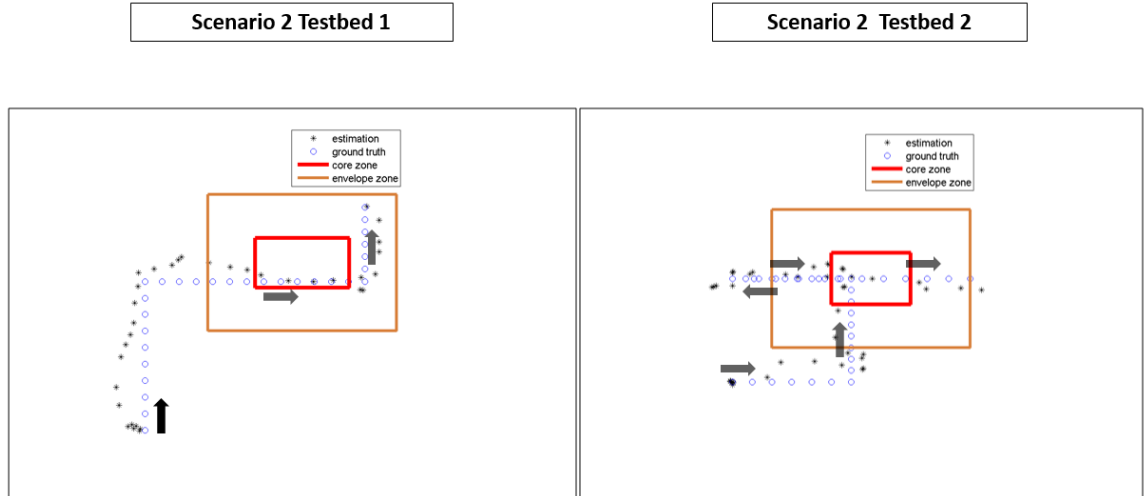 Scenario 2 Testbed 1
Scenario 2 Testbed 2
estimation
ground truth
core zone
envelope zone
estimation
ground truth
core zone
envelope zone